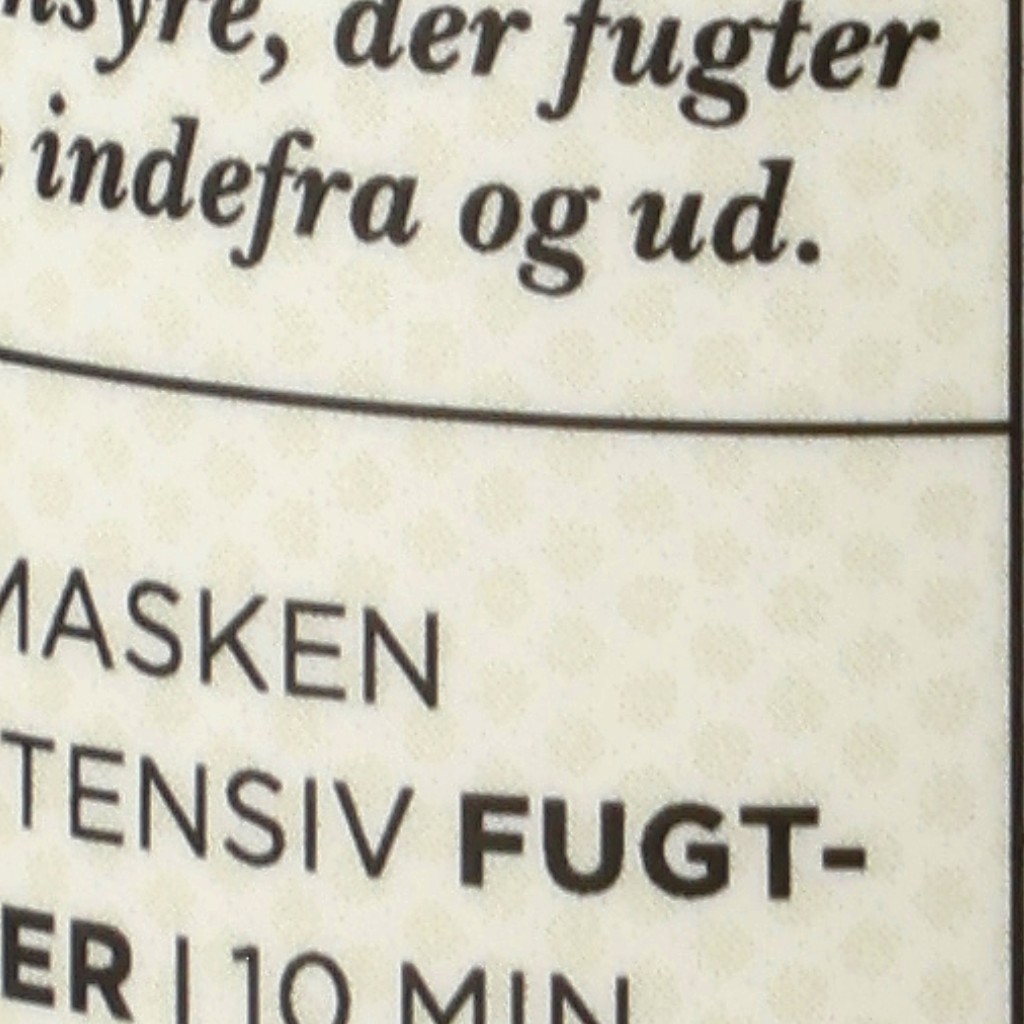 der fugter
indefra og ud.
MASKEN
TENSIV FUGT-
ER | 10 MIN